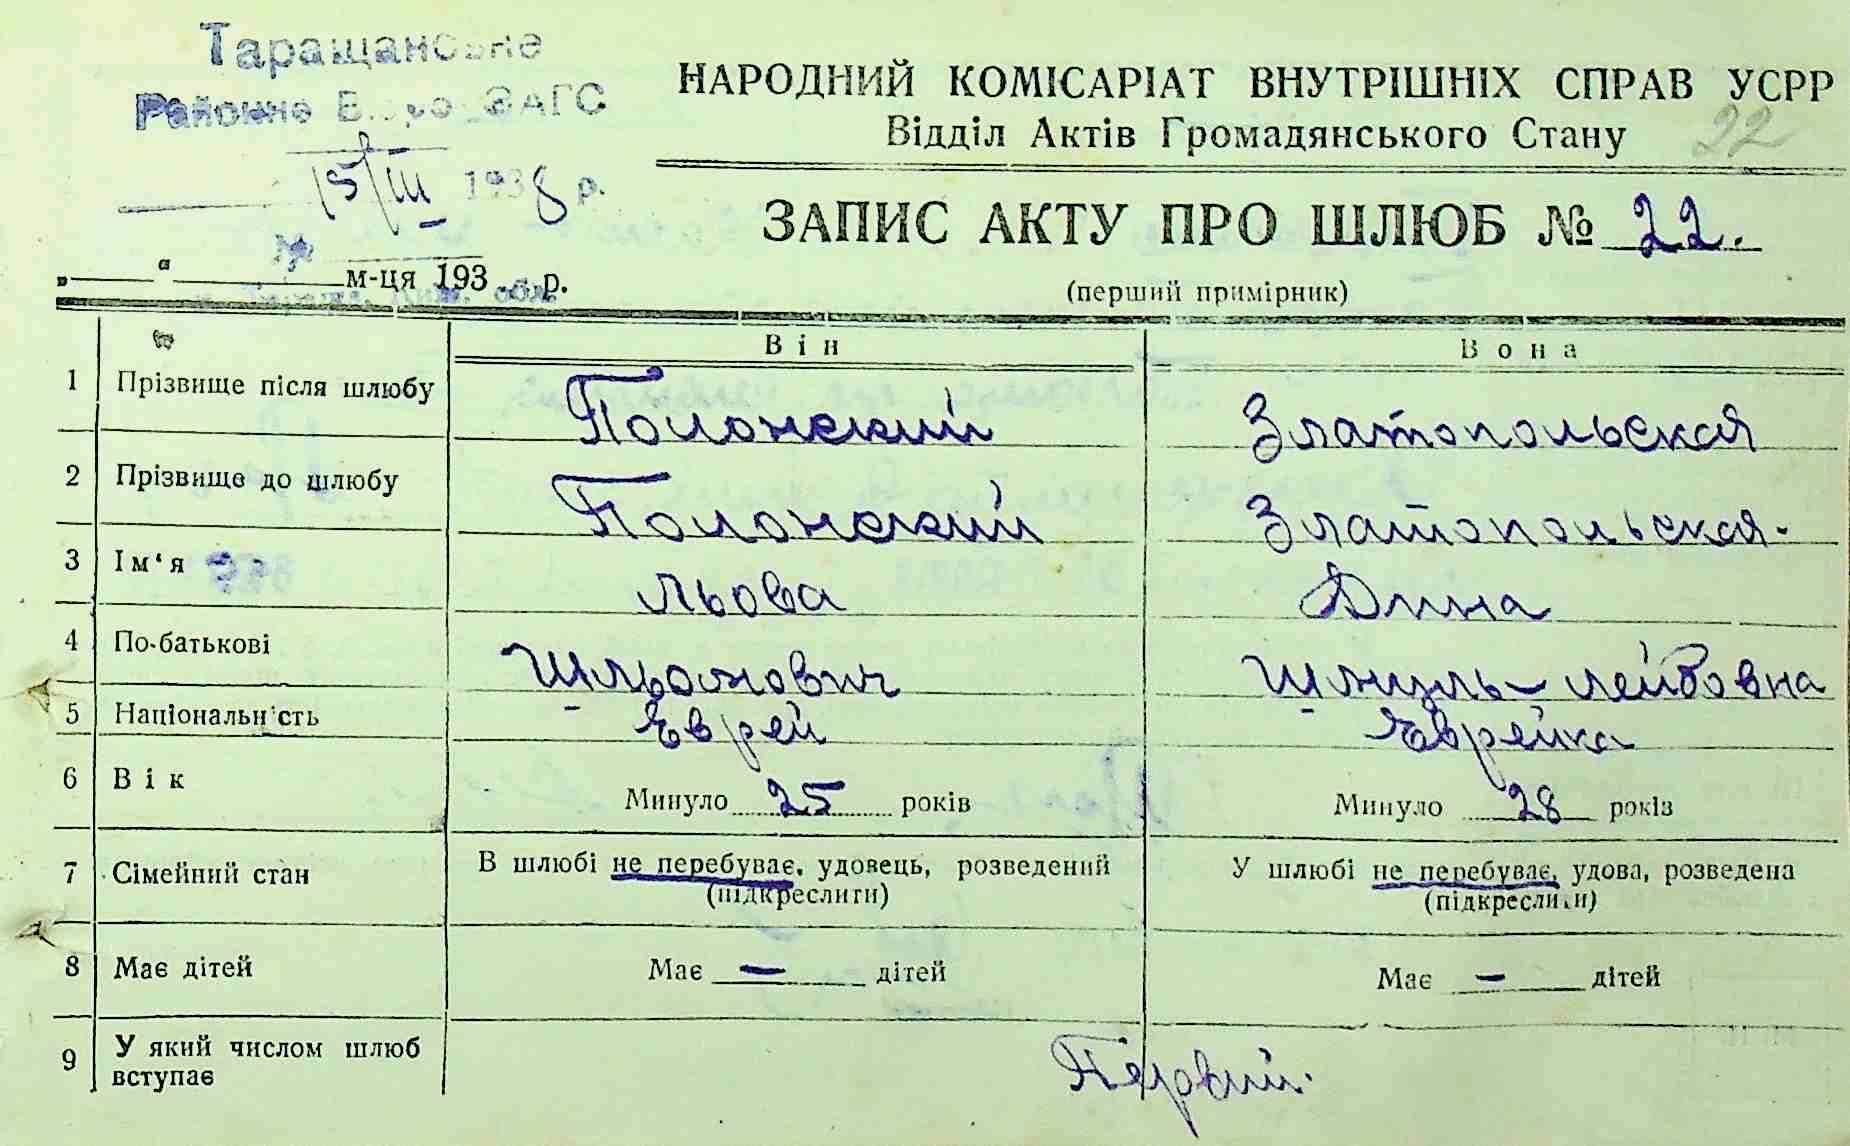 Таращанське
Районне Бюро ЗАГС
15/III 1938 р.
№
НАРОДНИЙ КОМІСАРІАТ ВНУТРІШНІХ СПРАВ УСРР
Відділ Актів Громадянського Стану 22
ЗАПИС АКТУ ПРО ШЛЮБ № 22.
(перший примірник)
„ “ м-ця 193 р.
Він Вона
1 Прізвище після шлюбу Полонский Златопольская
2 Прізвище до шлюбу Полонский Златопольская.
3 Ім‘я Льова Дина
4 По-батькові Шльомович Шмуль-Лейбовна
5 Національність Еврей Еврейка
6 Вік Минуло 25 років Минуло 28 років
7 Сімейний стан В шлюбі не перебуває, удовець, розведений У шлюбі не перебуває, удова, розведена
(підкреслити) (підкреслити)
8 Має дітей Має — дітей Має — дітей
9 У який числом шлюб
вступає Первий.